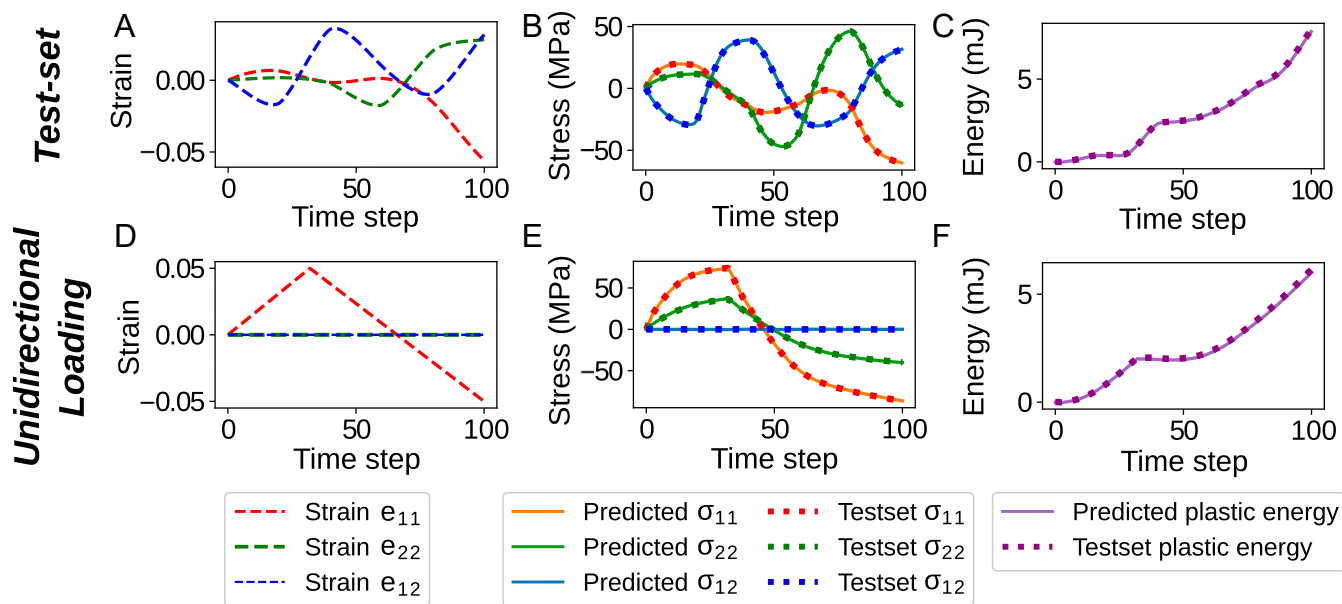 Test-set
A
Strain
0.00
−0.05
0
50
100
Time step
B
Stress (MPa)
50
0
−50
0
50
100
Time step
C
Energy (mJ)
5
0
0
50
100
Time step
Unidirectional
Loading
D
Strain
0.05
0.00
−0.05
0
50
100
Time step
E
Stress (MPa)
50
0
−50
0
50
100
Time step
F
Energy (mJ)
5
0
0
50
100
Time step
Strain e11
Strain e22
Strain e12
Predicted σ11
Predicted σ22
Predicted σ12
Testset σ11
Testset σ22
Testset σ12
Predicted plastic energy
Testset plastic energy